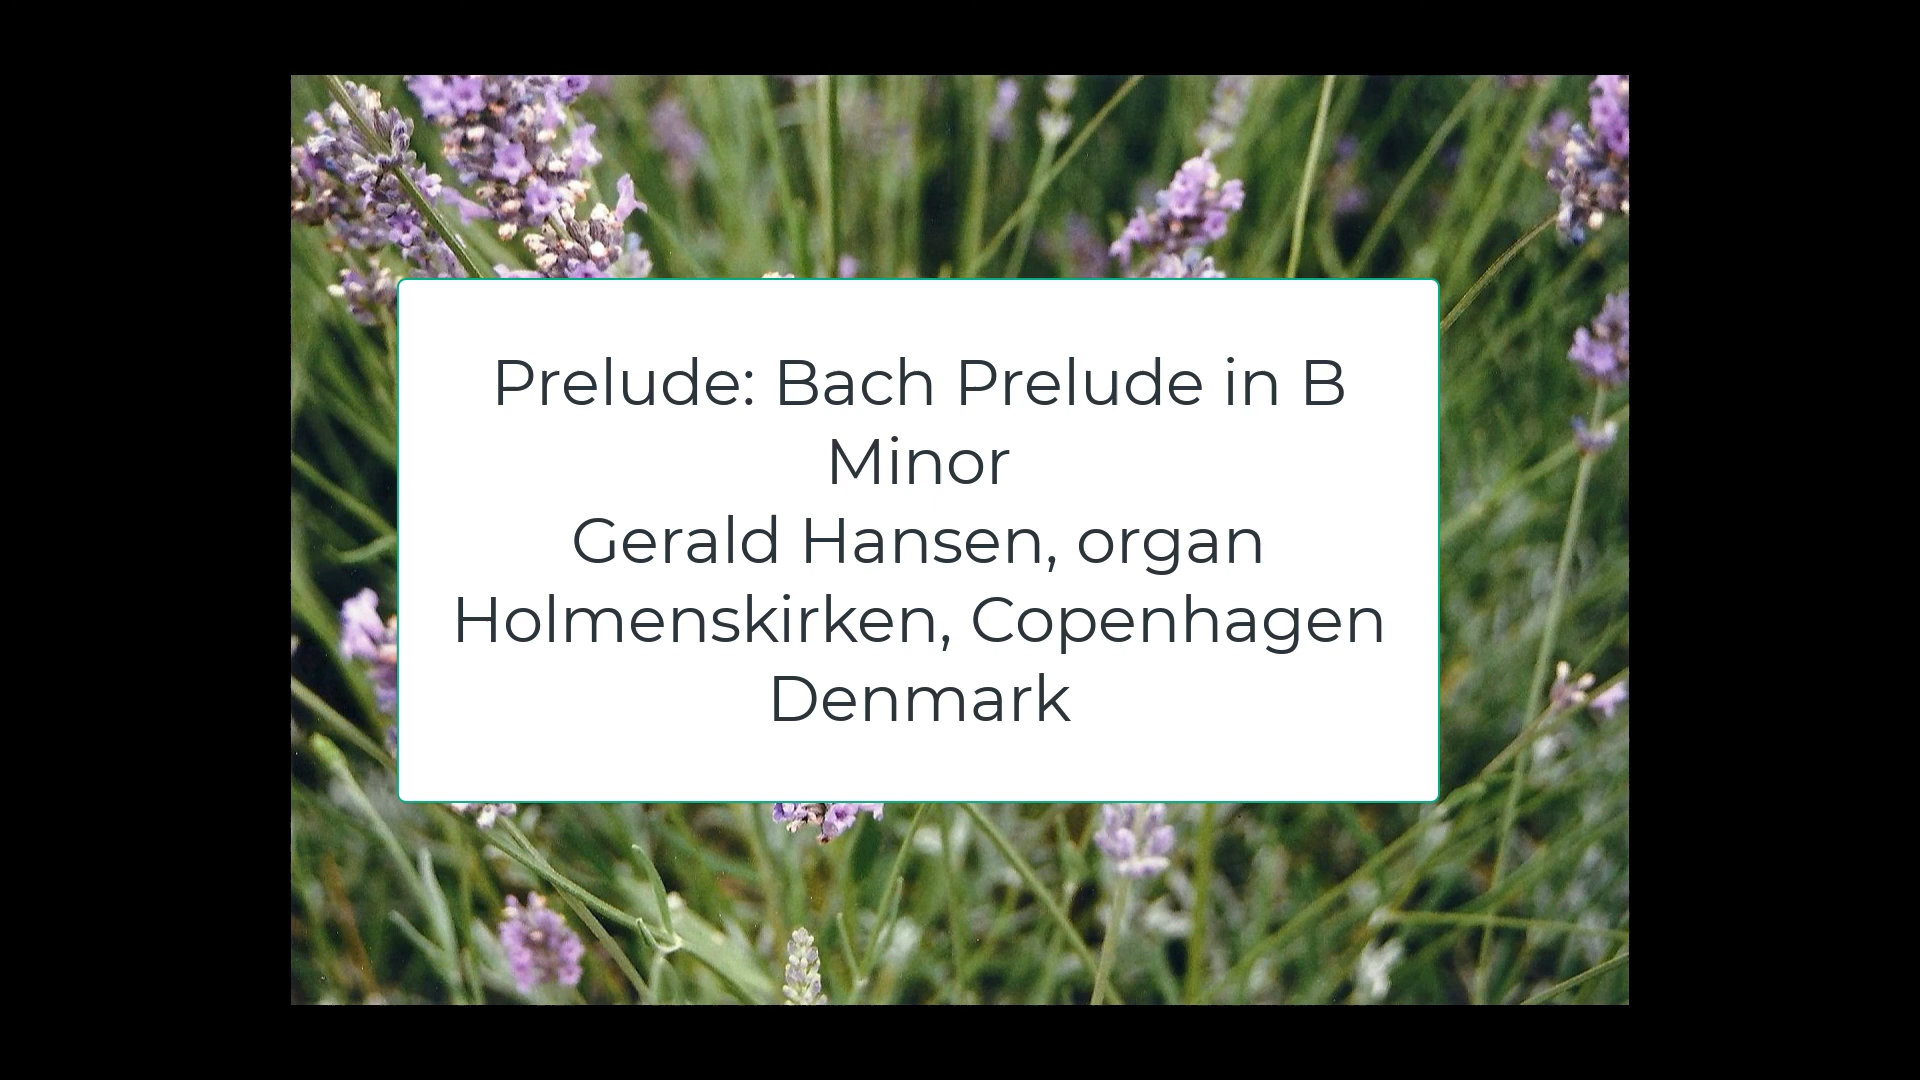 Prelude: Bach Prelude in B
Minor
Gerald Hansen, organ
Holmenskirken, Copenhagen
Denmark